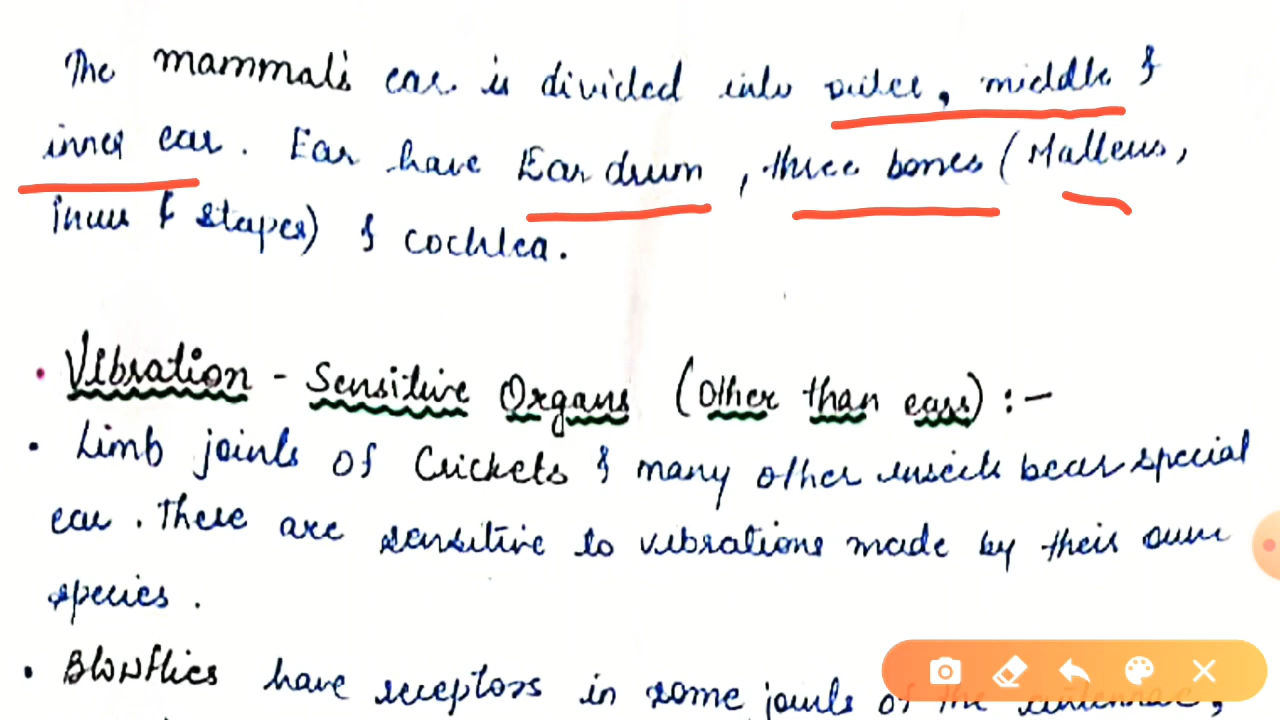 The mammal's ear is divided into outer, middle &
inner ear. Ear have Ear drum, three bones (Malleus,
Incus & stapes) & cochlea.
• Vibration - Sensitive Organs (Other than ears) :-
• Limb joints of Crickets & many other insects bear special
ear. These are sensitive to vibrations made by their own
species.
• Blowflies have receptors in some joints of the antennae,